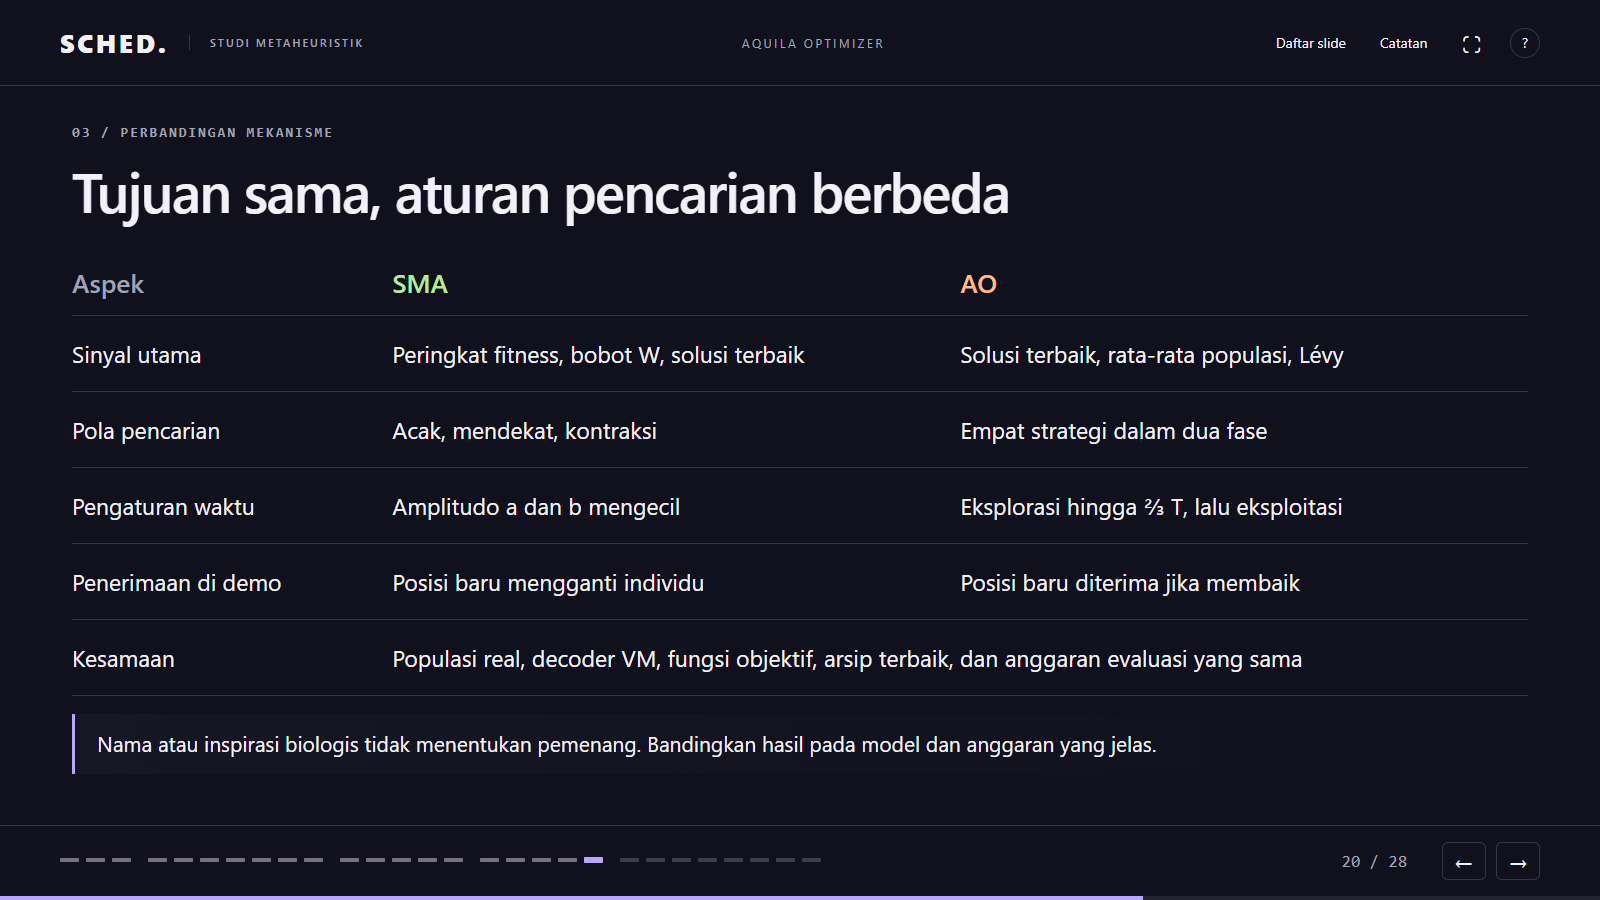 SCHED.
STUDI METAHEURISTIK
AQUILA OPTIMIZER
Daftar slide
Catatan
?
03 / PERBANDINGAN MEKANISME
Tujuan sama, aturan pencarian berbeda
Aspek SMA AO
Sinyal utama Peringkat fitness, bobot W, solusi terbaik Solusi terbaik, rata-rata populasi, Lévy
Pola pencarian Acak, mendekat, kontraksi Empat strategi dalam dua fase
Pengaturan waktu Amplitudo a dan b mengecil Eksplorasi hingga ⅔ T, lalu eksploitasi
Penerimaan di demo Posisi baru mengganti individu Posisi baru diterima jika membaik
Kesamaan Populasi real, decoder VM, fungsi objektif, arsip terbaik, dan anggaran evaluasi yang sama
Nama atau inspirasi biologis tidak menentukan pemenang. Bandingkan hasil pada model dan anggaran yang jelas.
20 / 28
← →